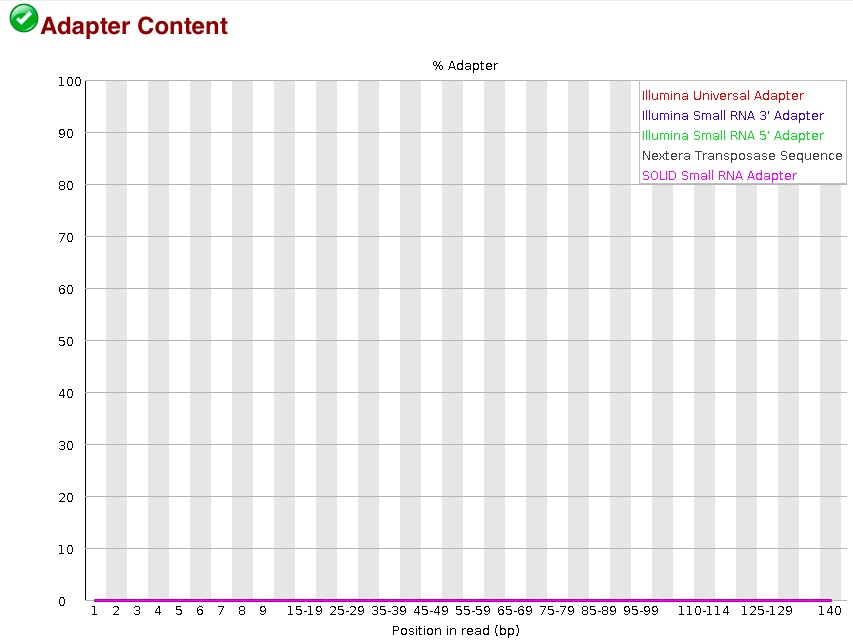 Adapter Content
% Adapter
100
90
80
70
60
50
40
30
20
10
0
Illumina Universal Adapter
Illumina Small RNA 3' Adapter
Illumina Small RNA 5' Adapter
Nextera Transposase Sequence
SOLID Small RNA Adapter
1 2 3 4 5 6 7 8 9 15-19 25-29 35-39 45-49 55-59 65-69 75-79 85-89 95-99 110-114 125-129 140
Position in read (bp)